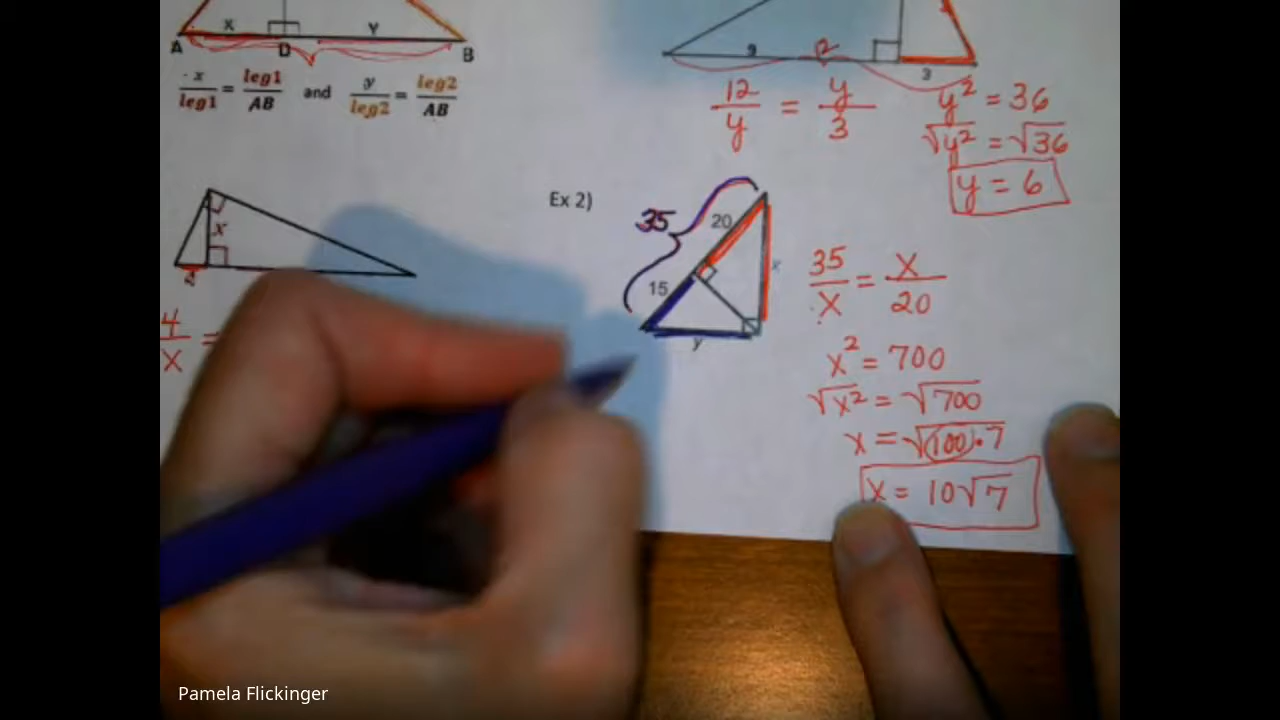 x y
A D B
x/leg1 = leg1/AB and y/leg2 = leg2/AB
9 12 3
12/y = y/3
y² = 36
√y² = √36
y = 6
x
4/x =
Ex 2)
35 20 x
15
y
35/x = x/20
x² = 700
√x² = √700
x = √100·7
x = 10√7
Pamela Flickinger